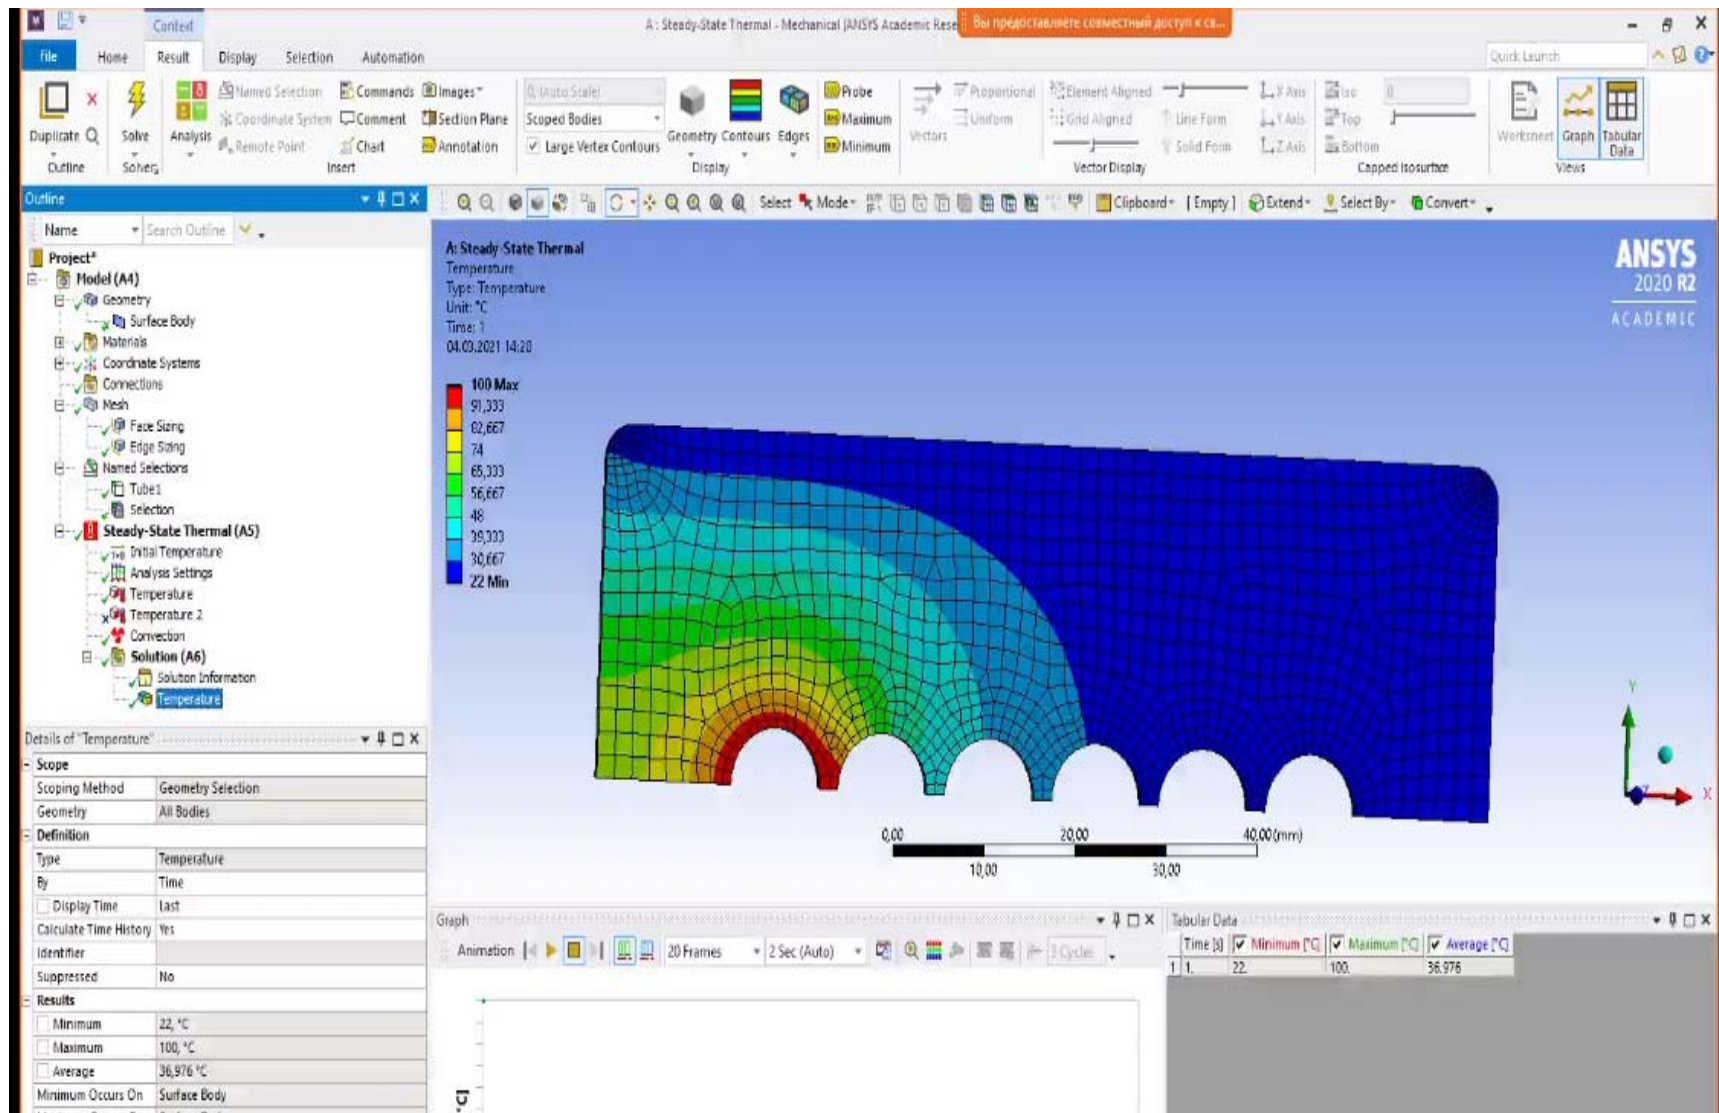 Context
A : Steady-State Thermal - Mechanical [ANSYS Academic Rese
Вы предоставляете совместный доступ к св...
File Home Result Display Selection Automation
Quick Launch
Duplicate Q Solve Analysis
Named Selection
Coordinate System
Remote Point
Commands
Comment
Chart
Images
Section Plane
Annotation
(Auto Scale)
Scoped Bodies
Large Vertex Contours
Geometry Contours Edges
Probe
Maximum
Minimum
Vectors
Proportional
Uniform
Element Aligned
Grid Aligned
Line Form
Solid Form
X Axis
Y Axis
Z Axis
Iso
Top
Bottom
0
Worksheet Graph Tabular
Data
Outline Solver Insert Display Vector Display Capped Isosurface Views
Outline
Name Search Outline
Select Mode Clipboard [Empty] Extend Select By Convert
Project*
Model (A4)
Geometry
Surface Body
Materials
Coordinate Systems
Connections
Mesh
Face Sizing
Edge Sizing
Named Selections
Tube1
Selection
Steady-State Thermal (A5)
Initial Temperature
Analysis Settings
Temperature
Temperature 2
Convection
Solution (A6)
Solution Information
Temperature
A: Steady-State Thermal
Temperature
Type: Temperature
Unit: °C
Time: 1
04.03.2021 14:28
100 Max
91,333
82,667
74
65,333
56,667
48
39,333
30,667
22 Min
ANSYS
2020 R2
ACADEMIC
Y
X
Z
0,00 20,00 40,00 (mm)
10,00 30,00
Details of "Temperature"
Scope
Scoping Method Geometry Selection
Geometry All Bodies
Definition
Type Temperature
By Time
Display Time Last
Calculate Time History Yes
Identifier
Suppressed No
Results
Minimum 22, °C
Maximum 100, °C
Average 36,976 °C
Minimum Occurs On Surface Body
Graph
Animation 20 Frames 2 Sec (Auto) 3 Cycles
°C]
Tabular Data
Time [s] Minimum [°C] Maximum [°C] Average [°C]
1 1. 22. 100. 36.976